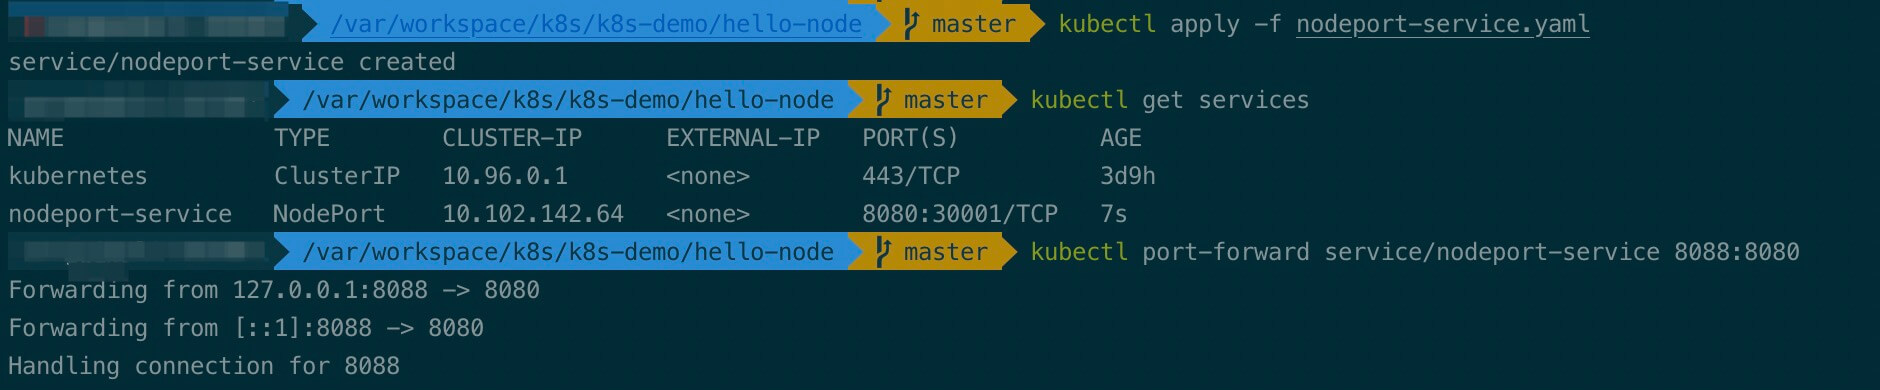 /var/workspace/k8s/k8s-demo/hello-node master kubectl apply -f nodeport-service.yaml
service/nodeport-service created
/var/workspace/k8s/k8s-demo/hello-node master kubectl get services
NAME TYPE CLUSTER-IP EXTERNAL-IP PORT(S) AGE
kubernetes ClusterIP 10.96.0.1 <none> 443/TCP 3d9h
nodeport-service NodePort 10.102.142.64 <none> 8080:30001/TCP 7s
/var/workspace/k8s/k8s-demo/hello-node master kubectl port-forward service/nodeport-service 8088:8080
Forwarding from 127.0.0.1:8088 -> 8080
Forwarding from [::1]:8088 -> 8080
Handling connection for 8088